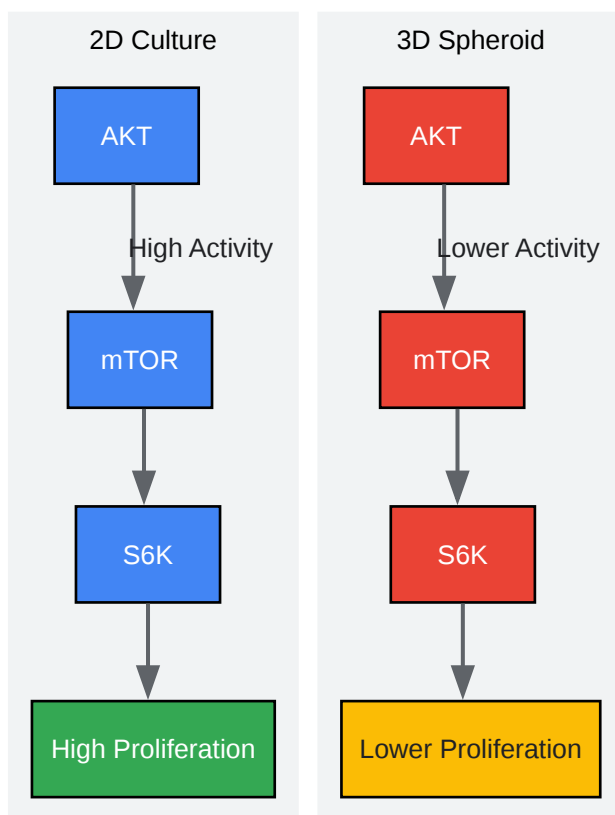 2D Culture
AKT
High Activity
mTOR
S6K
High Proliferation
3D Spheroid
AKT
Lower Activity
mTOR
S6K
Lower Proliferation